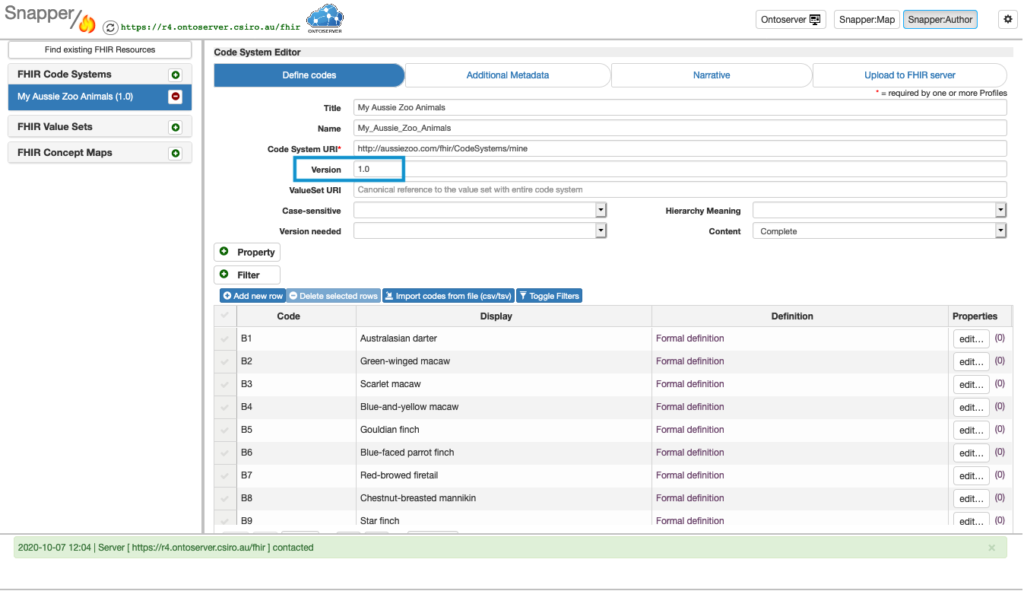 Snapper
https://r4.ontoserver.csiro.au/fhir
ONTOSERVER
Ontoserver
Snapper:Map
Snapper:Author
Find existing FHIR Resources
FHIR Code Systems
My Aussie Zoo Animals (1.0)
FHIR Value Sets
FHIR Concept Maps
Code System Editor
Define codes
Additional Metadata
Narrative
Upload to FHIR server
* = required by one or more Profiles
Title My Aussie Zoo Animals
Name My_Aussie_Zoo_Animals
Code System URI* http://aussiezoo.com/fhir/CodeSystems/mine
Version 1.0
ValueSet URI Canonical reference to the value set with entire code system
Case-sensitive Hierarchy Meaning
Version needed Content Complete
Property
Filter
Add new row Delete selected rows Import codes from file (csv/tsv) Toggle Filters
Code Display Definition Properties
B1 Australasian darter Formal definition edit... (0)
B2 Green-winged macaw Formal definition edit... (0)
B3 Scarlet macaw Formal definition edit... (0)
B4 Blue-and-yellow macaw Formal definition edit... (0)
B5 Gouldian finch Formal definition edit... (0)
B6 Blue-faced parrot finch Formal definition edit... (0)
B7 Red-browed firetail Formal definition edit... (0)
B8 Chestnut-breasted mannikin Formal definition edit... (0)
B9 Star finch Formal definition edit... (0)
2020-10-07 12:04 | Server [ https://r4.ontoserver.csiro.au/fhir ] contacted